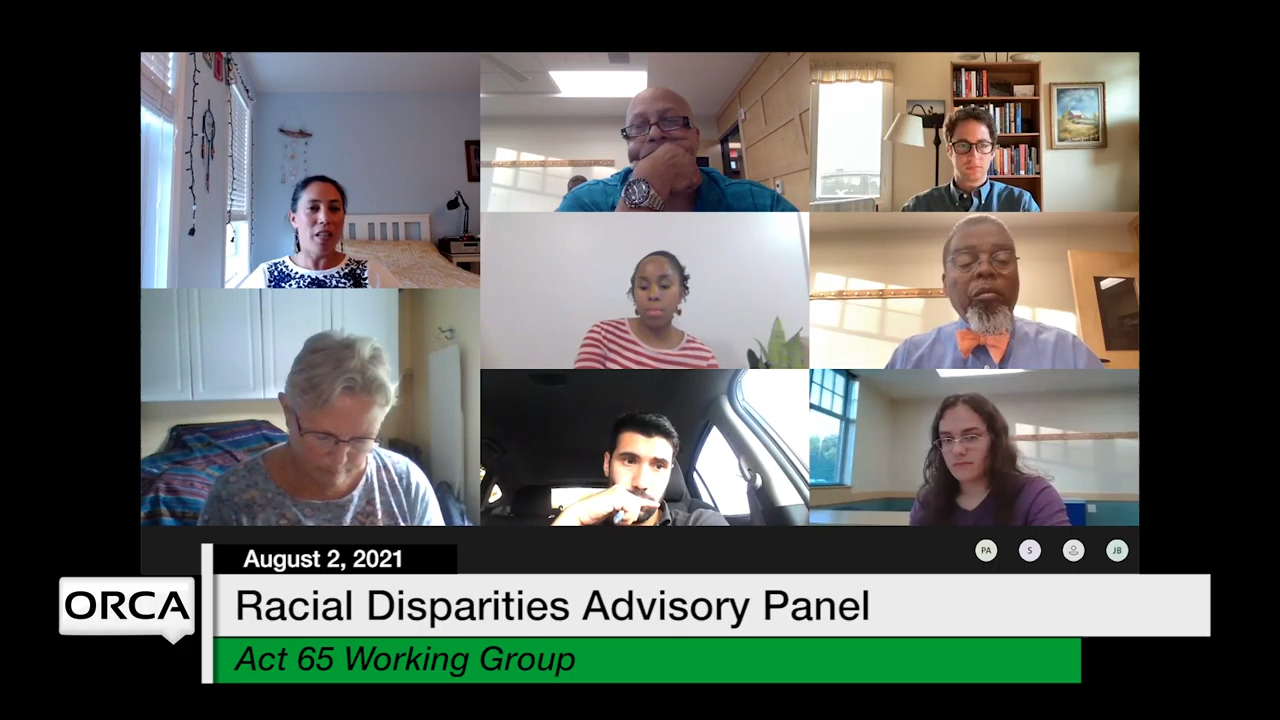 PA S JB
August 2, 2021
ORCA
Racial Disparities Advisory Panel
Act 65 Working Group